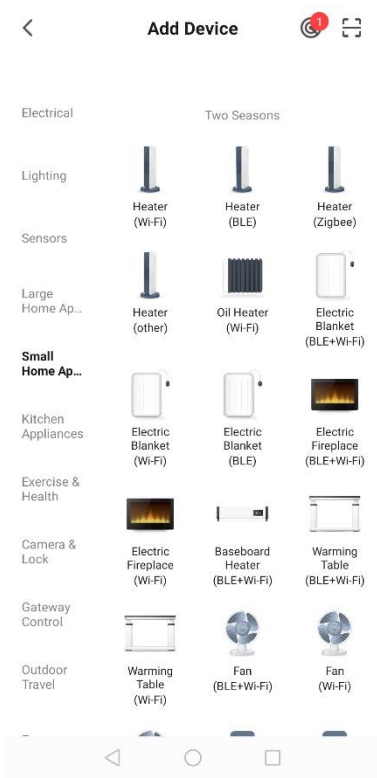 Add Device
1
Electrical
Lighting
Sensors
Large
Home Ap...
Small
Home Ap...
Kitchen
Appliances
Exercise &
Health
Camera &
Lock
Gateway
Control
Outdoor
Travel
Two Seasons
Heater
(Wi-Fi)
Heater
(BLE)
Heater
(Zigbee)
Heater
(other)
Oil Heater
(Wi-Fi)
Electric
Blanket
(BLE+Wi-Fi)
Electric
Blanket
(Wi-Fi)
Electric
Blanket
(BLE)
Electric
Fireplace
(BLE+Wi-Fi)
Electric
Fireplace
(Wi-Fi)
Baseboard
Heater
(BLE+Wi-Fi)
Warming
Table
(BLE+Wi-Fi)
Warming
Table
(Wi-Fi)
Fan
(BLE+Wi-Fi)
Fan
(Wi-Fi)